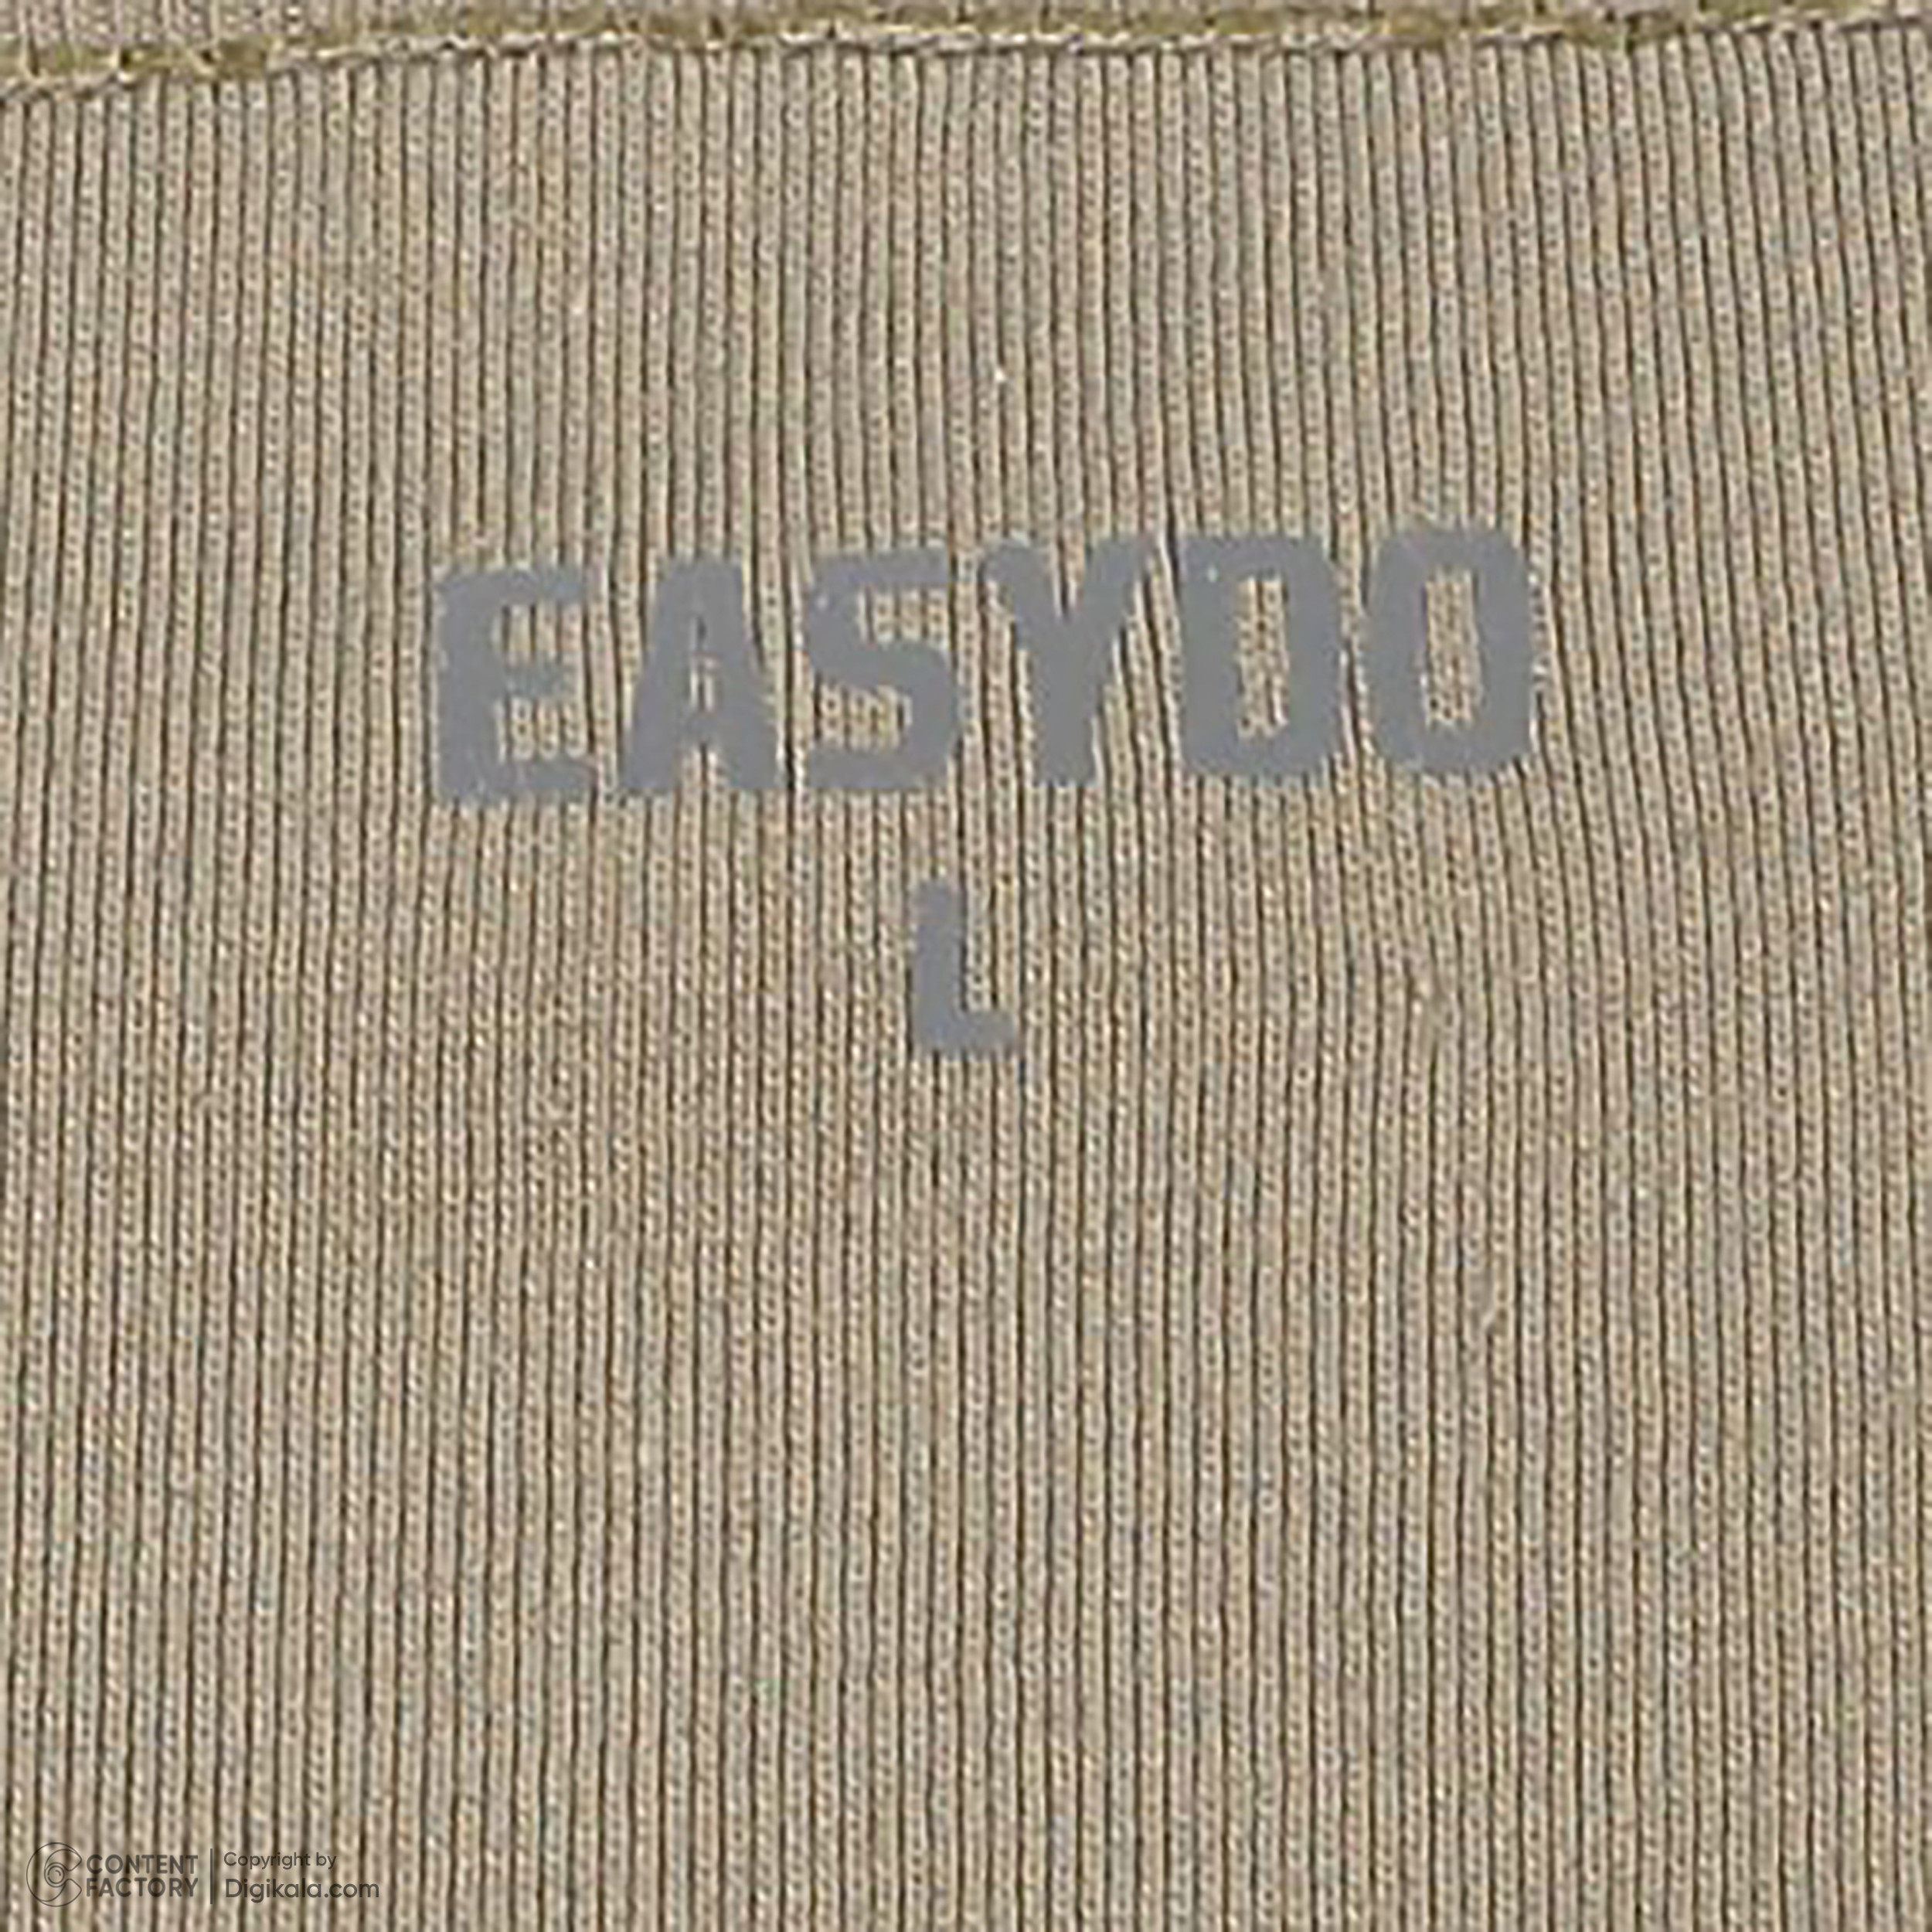 EASYDO
L
CONTENT FACTORY
Copyright by
Digikala.com